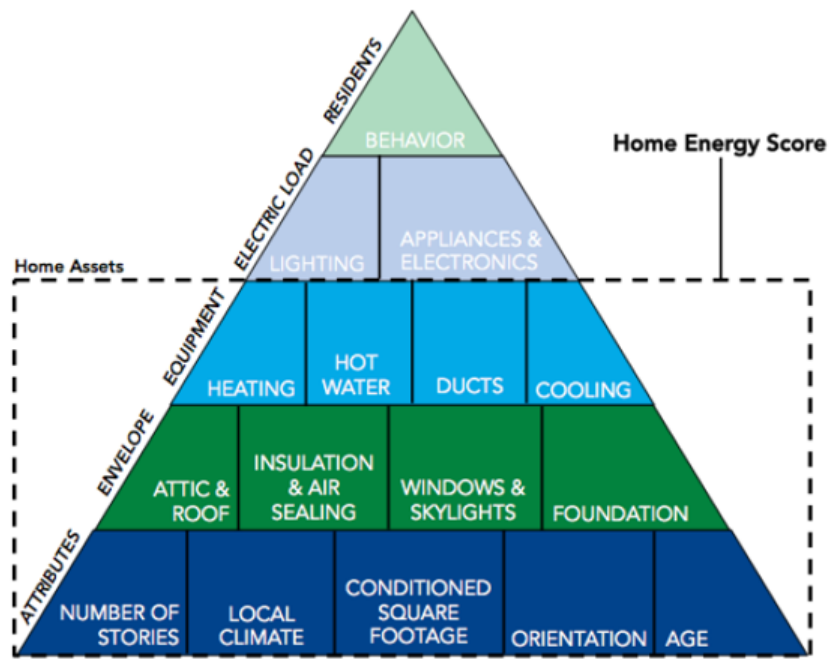 RESIDENTS
BEHAVIOR
Home Energy Score
ELECTRIC LOAD
LIGHTING
APPLIANCES &
ELECTRONICS
Home Assets
EQUIPMENT
HEATING
HOT
WATER
DUCTS
COOLING
ENVELOPE
ATTIC &
ROOF
INSULATION
& AIR
SEALING
WINDOWS &
SKYLIGHTS
FOUNDATION
ATTRIBUTES
NUMBER OF
STORIES
LOCAL
CLIMATE
CONDITIONED
SQUARE
FOOTAGE
ORIENTATION
AGE